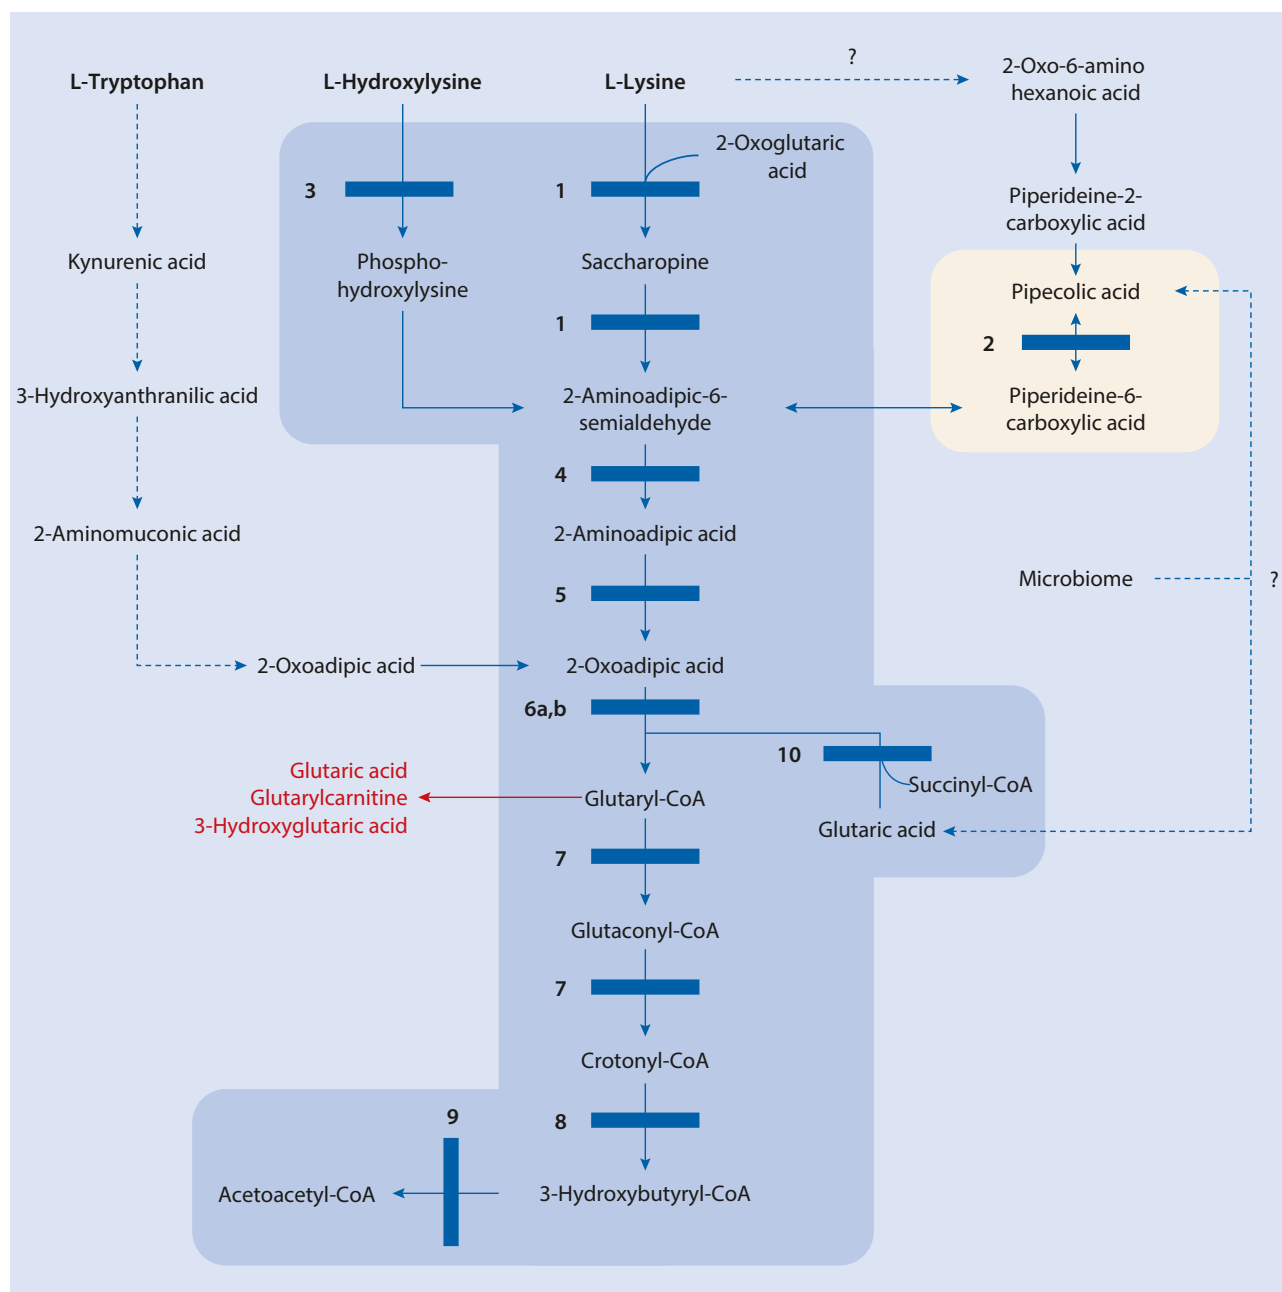 L-Tryptophan
L-Hydroxylysine
L-Lysine
?
2-Oxo-6-amino
hexanoic acid
2-Oxoglutaric
acid
3
1
Piperideine-2-
carboxylic acid
Kynurenic acid
Phospho-
hydroxylysine
Saccharopine
Pipecolic acid
1
2
3-Hydroxyanthranilic acid
2-Aminoadipic-6-
semialdehyde
Piperideine-6-
carboxylic acid
4
2-Aminomuconic acid
2-Aminoadipic acid
5
Microbiome
?
2-Oxoadipic acid
2-Oxoadipic acid
6a,b
10
Glutaric acid
Glutarylcarnitine
3-Hydroxyglutaric acid
Glutaryl-CoA
Succinyl-CoA
Glutaric acid
7
Glutaconyl-CoA
7
Crotonyl-CoA
9
8
Acetoacetyl-CoA
3-Hydroxybutyryl-CoA